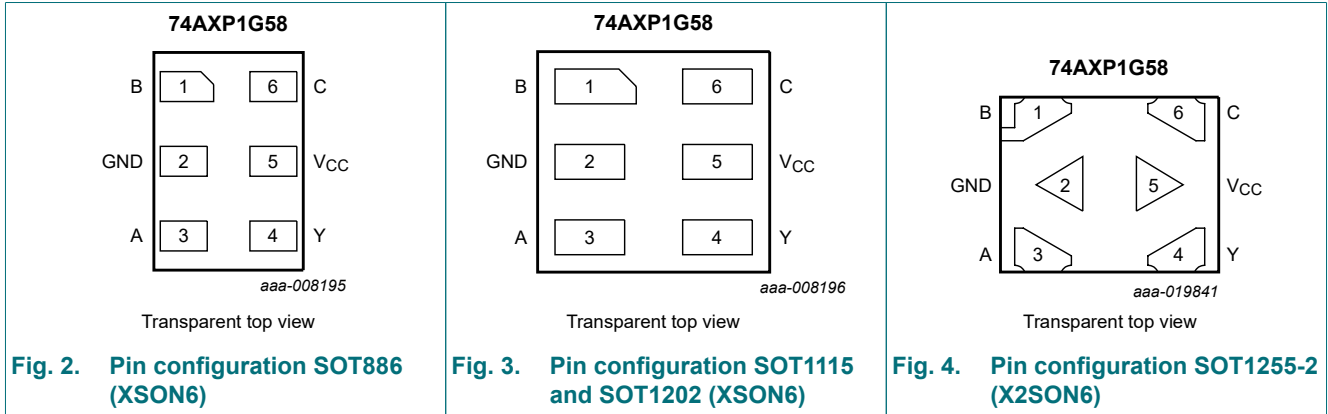 74AXP1G58
B 1 6 C
GND 2 5 VCC
A 3 4 Y
aaa-008195
Transparent top view
Fig. 2. Pin configuration SOT886
(XSON6)
74AXP1G58
B 1 6 C
GND 2 5 VCC
A 3 4 Y
aaa-008196
Transparent top view
Fig. 3. Pin configuration SOT1115
and SOT1202 (XSON6)
74AXP1G58
B 1 6 C
GND 2 5 VCC
A 3 4 Y
aaa-019841
Transparent top view
Fig. 4. Pin configuration SOT1255-2
(X2SON6)